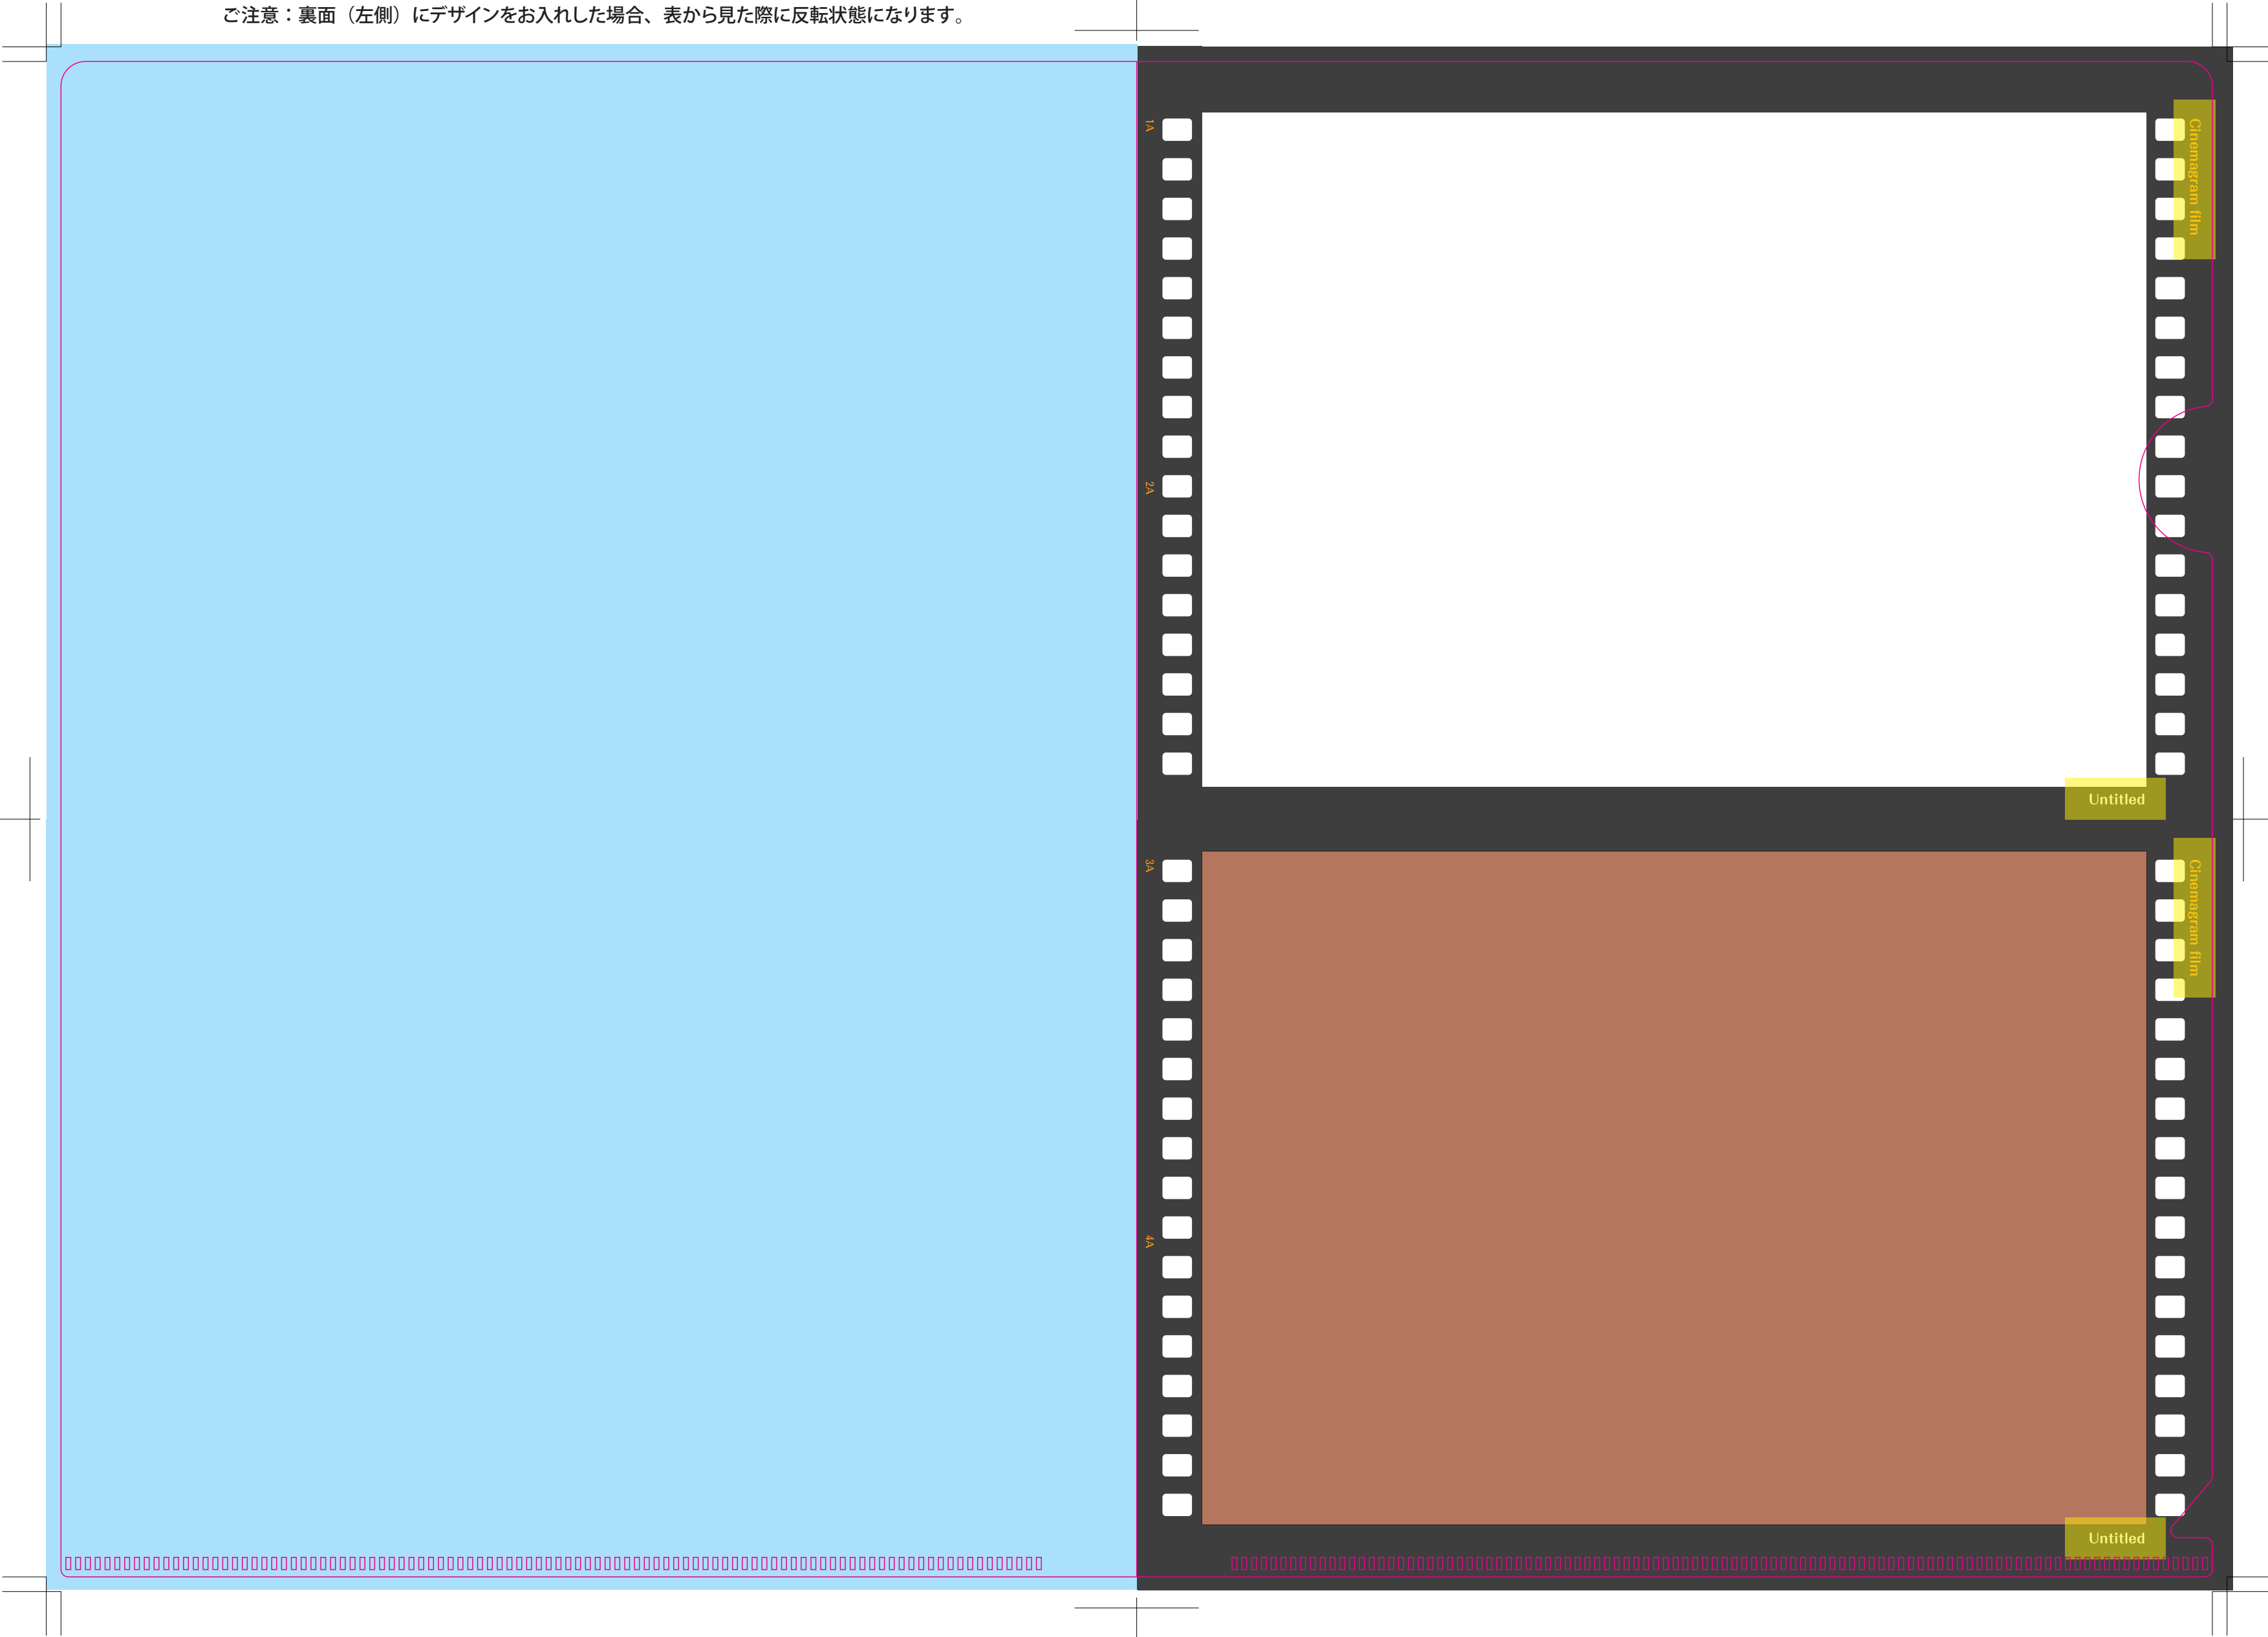 ご注意：裏面（左側）にデザインをお入れした場合、表から見た際に反転状態になります。
1A
Cinemagram film
2A
Untitled
3A
Cinemagram film
4A
Untitled